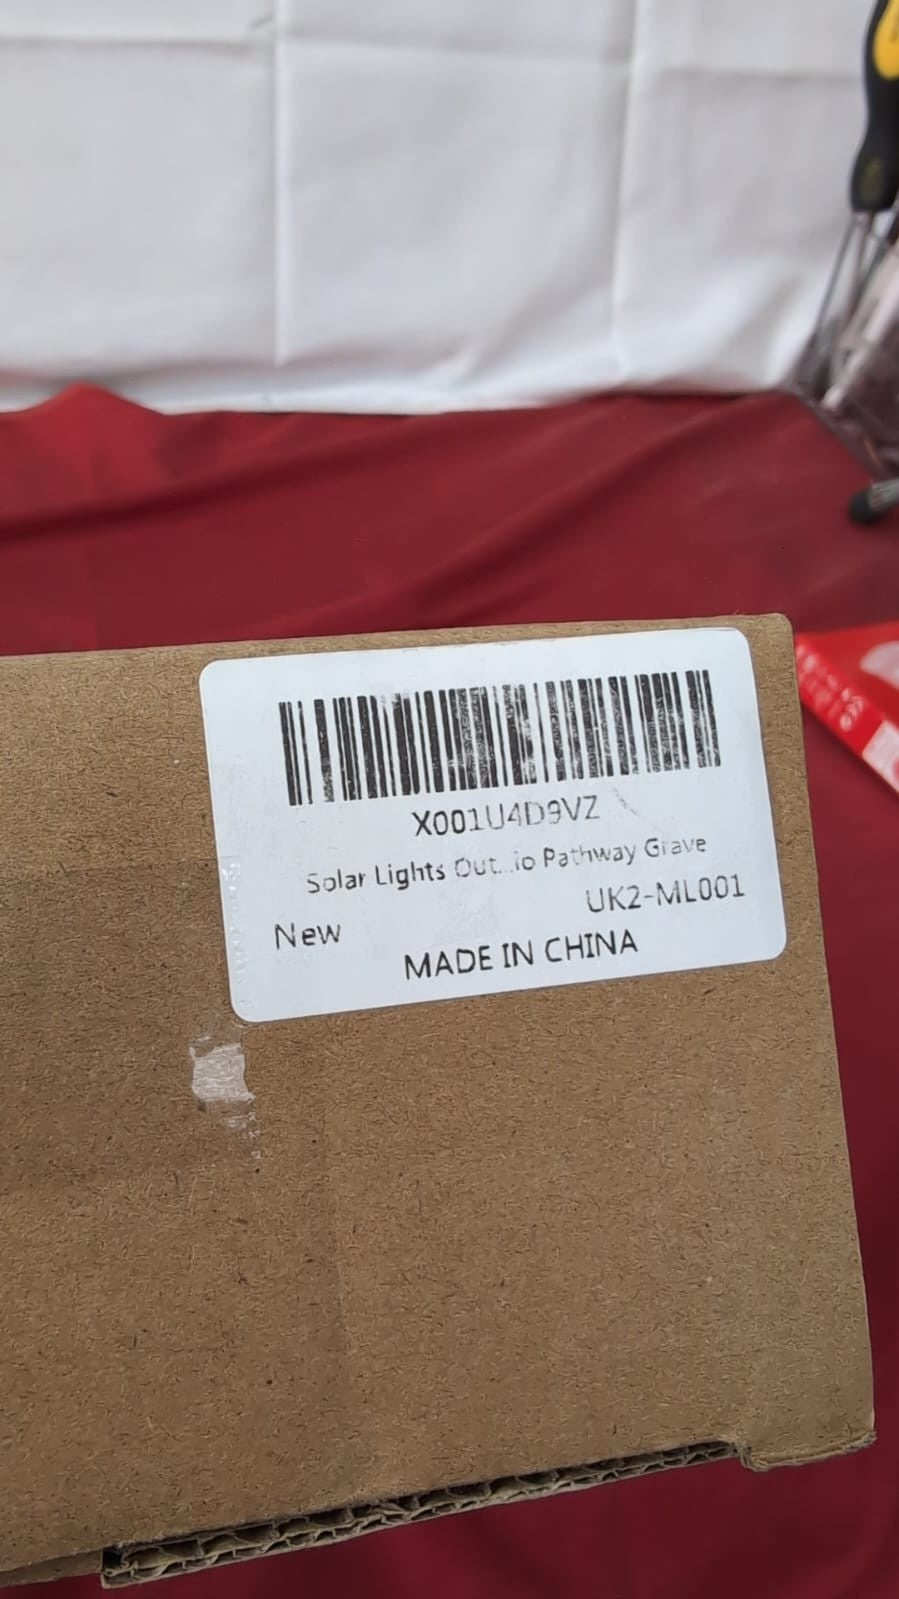 X001U4D9VZ
Solar Lights Out...io Pathway Grave
New
UK2-ML001
MADE IN CHINA